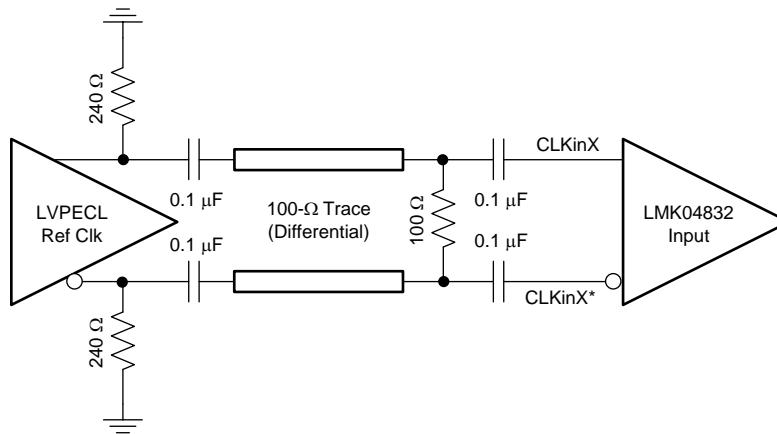 240 Ω
CLKinX
0.1 μF
0.1 μF
LVPECL
Ref Clk
100-Ω Trace
(Differential)
100 Ω
LMK04832
Input
0.1 μF
0.1 μF
CLKinX*
240 Ω